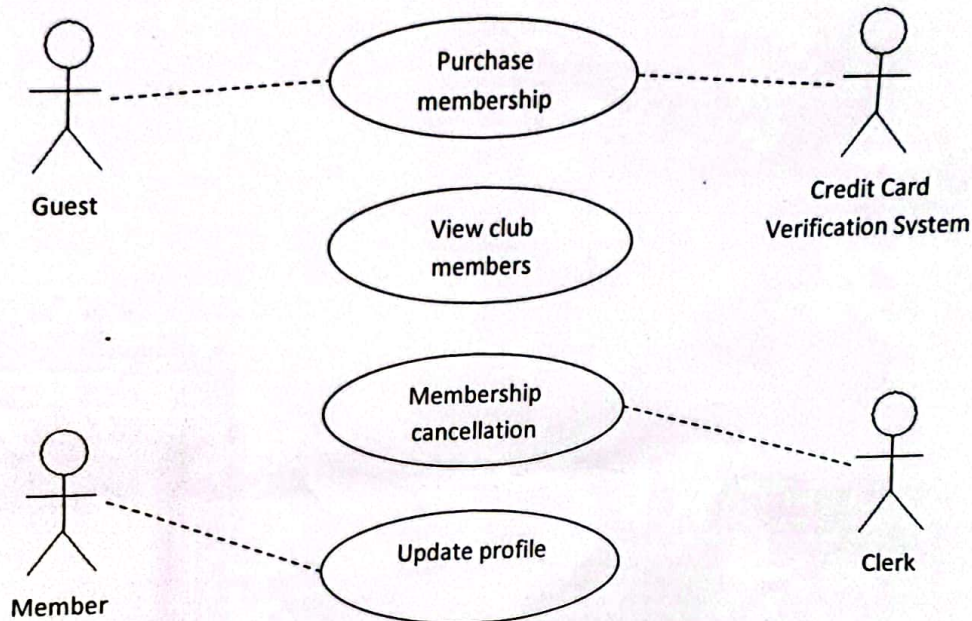 Purchase
membership
Guest
Credit Card
Verification System
View club
members
Membership
cancellation
Clerk
Update profile
Member